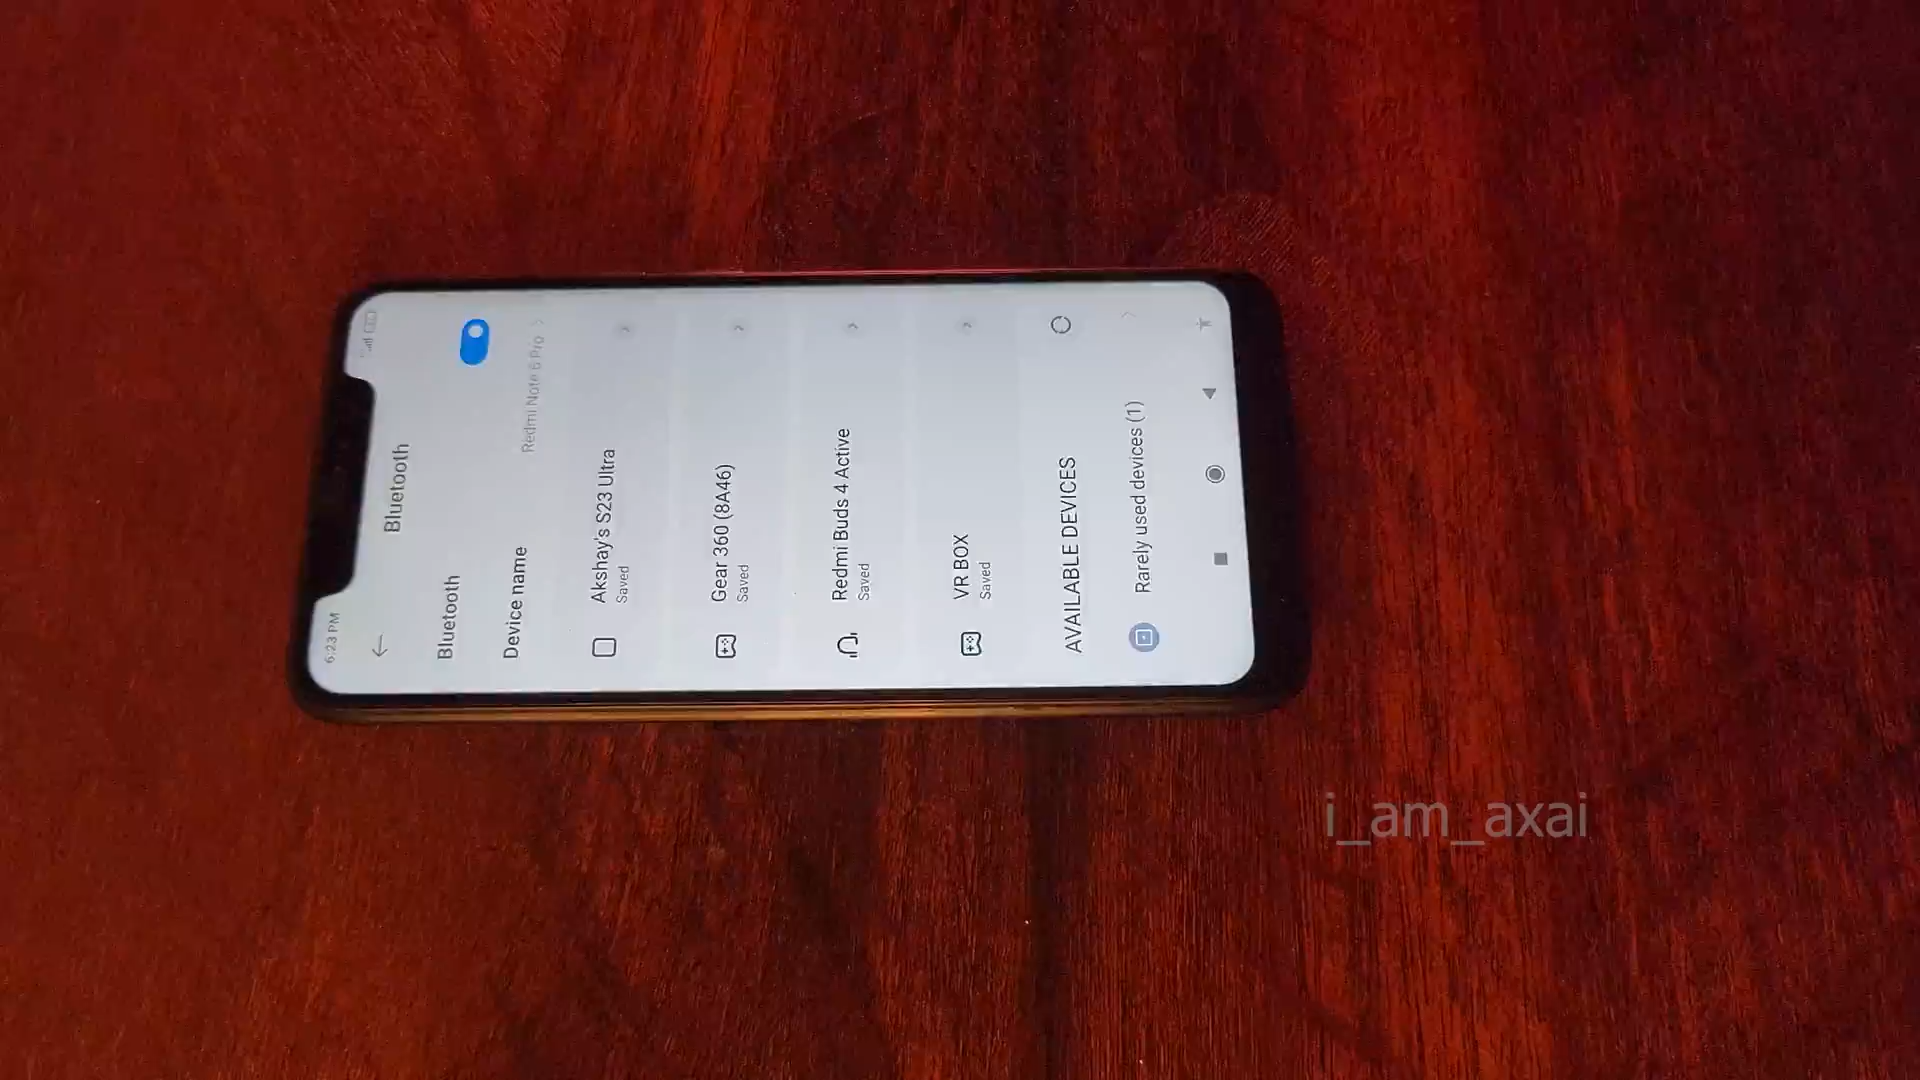 6:23 PM
Bluetooth
Bluetooth
Device name
Redmi Note 6 Pro
Akshay's S23 Ultra
Saved
Gear 360 (8A46)
Saved
Redmi Buds 4 Active
Saved
VR BOX
Saved
AVAILABLE DEVICES
Rarely used devices (1)
i_am_axai